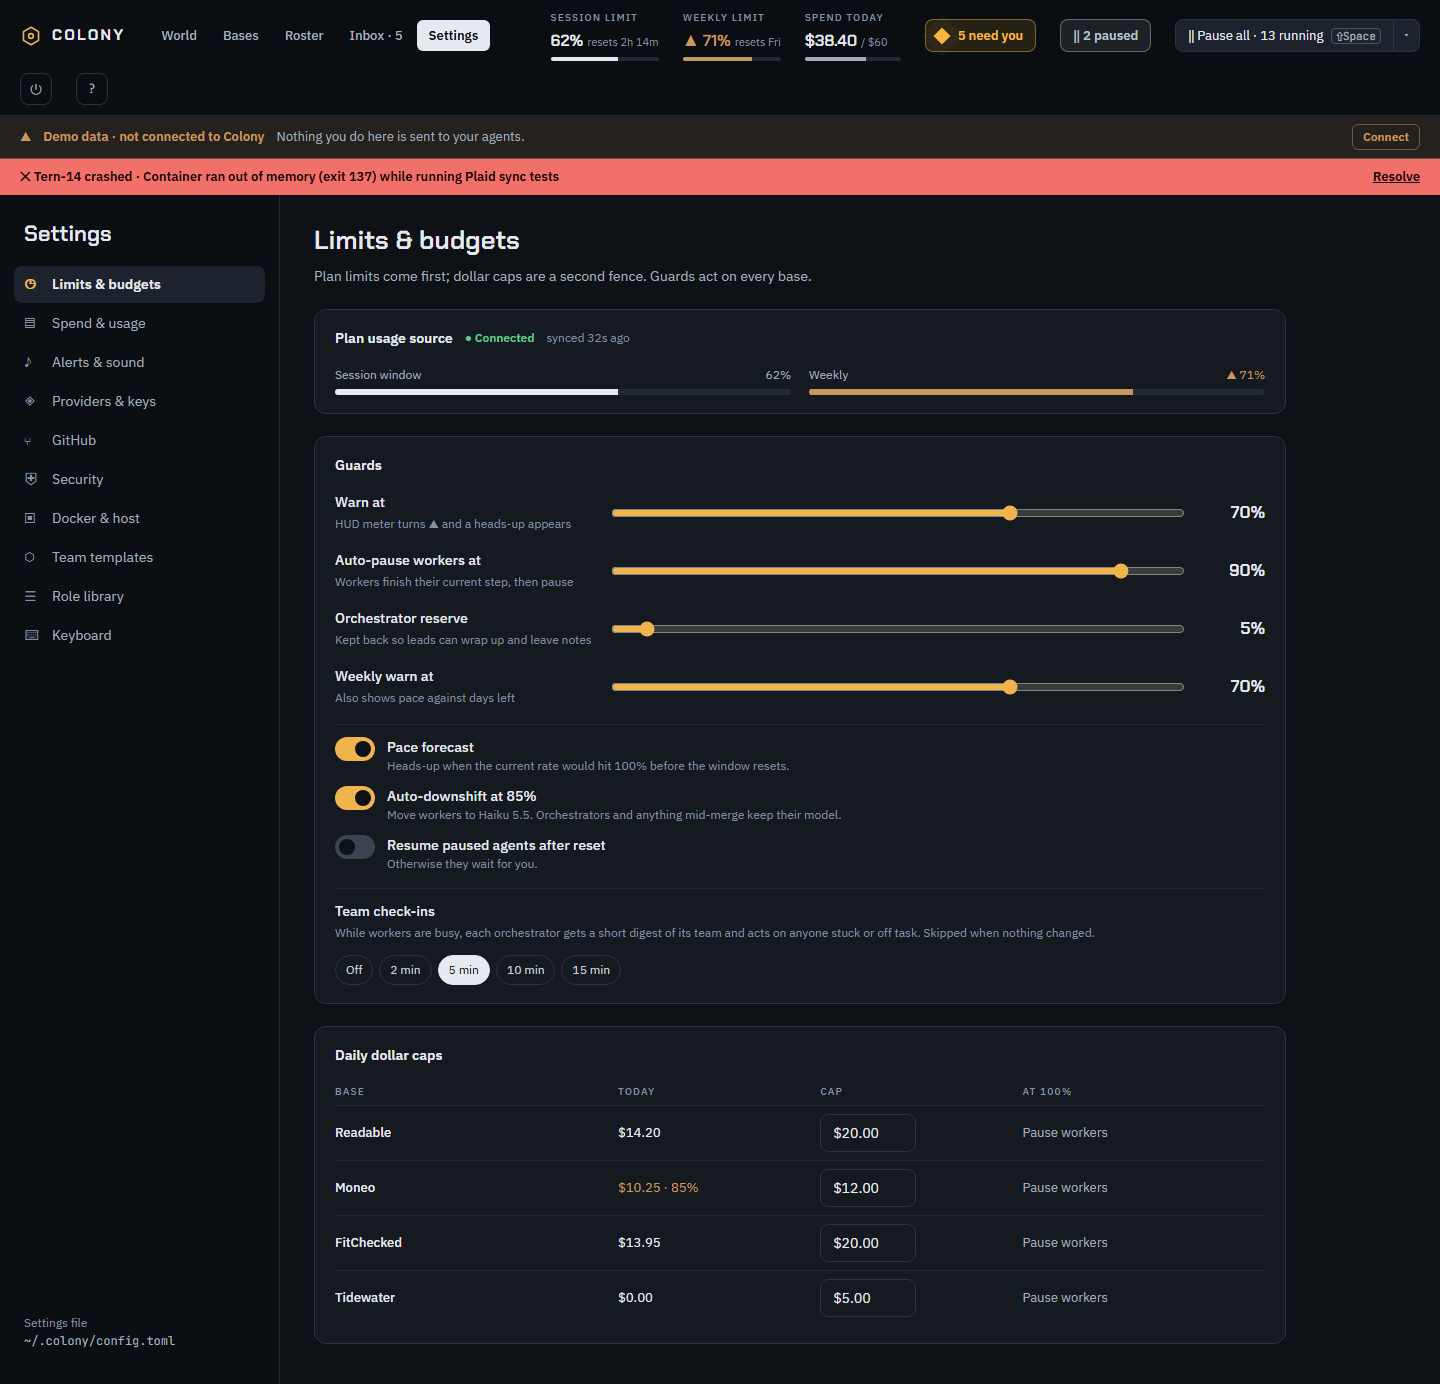 COLONY
World
Bases
Roster
Inbox · 5
Settings
SESSION LIMIT
62% resets 2h 14m
WEEKLY LIMIT
▲ 71% resets Fri
SPEND TODAY
$38.40 / $60
5 need you
|| 2 paused
|| Pause all · 13 running ⇧Space
?
▲ Demo data · not connected to Colony Nothing you do here is sent to your agents.
Connect
✕ Tern-14 crashed · Container ran out of memory (exit 137) while running Plaid sync tests
Resolve
Settings
Limits & budgets
Spend & usage
Alerts & sound
Providers & keys
GitHub
Security
Docker & host
Team templates
Role library
Keyboard
Settings file
~/.colony/config.toml
Limits & budgets
Plan limits come first; dollar caps are a second fence. Guards act on every base.
Plan usage source ● Connected synced 32s ago
Session window 62%
Weekly ▲ 71%
Guards
Warn at
HUD meter turns ▲ and a heads-up appears
70%
Auto-pause workers at
Workers finish their current step, then pause
90%
Orchestrator reserve
Kept back so leads can wrap up and leave notes
5%
Weekly warn at
Also shows pace against days left
70%
Pace forecast
Heads-up when the current rate would hit 100% before the window resets.
Auto-downshift at 85%
Move workers to Haiku 5.5. Orchestrators and anything mid-merge keep their model.
Resume paused agents after reset
Otherwise they wait for you.
Team check-ins
While workers are busy, each orchestrator gets a short digest of its team and acts on anyone stuck or off task. Skipped when nothing changed.
Off
2 min
5 min
10 min
15 min
Daily dollar caps
BASE TODAY CAP AT 100%
Readable $14.20 $20.00 Pause workers
Moneo $10.25 · 85% $12.00 Pause workers
FitChecked $13.95 $20.00 Pause workers
Tidewater $0.00 $5.00 Pause workers